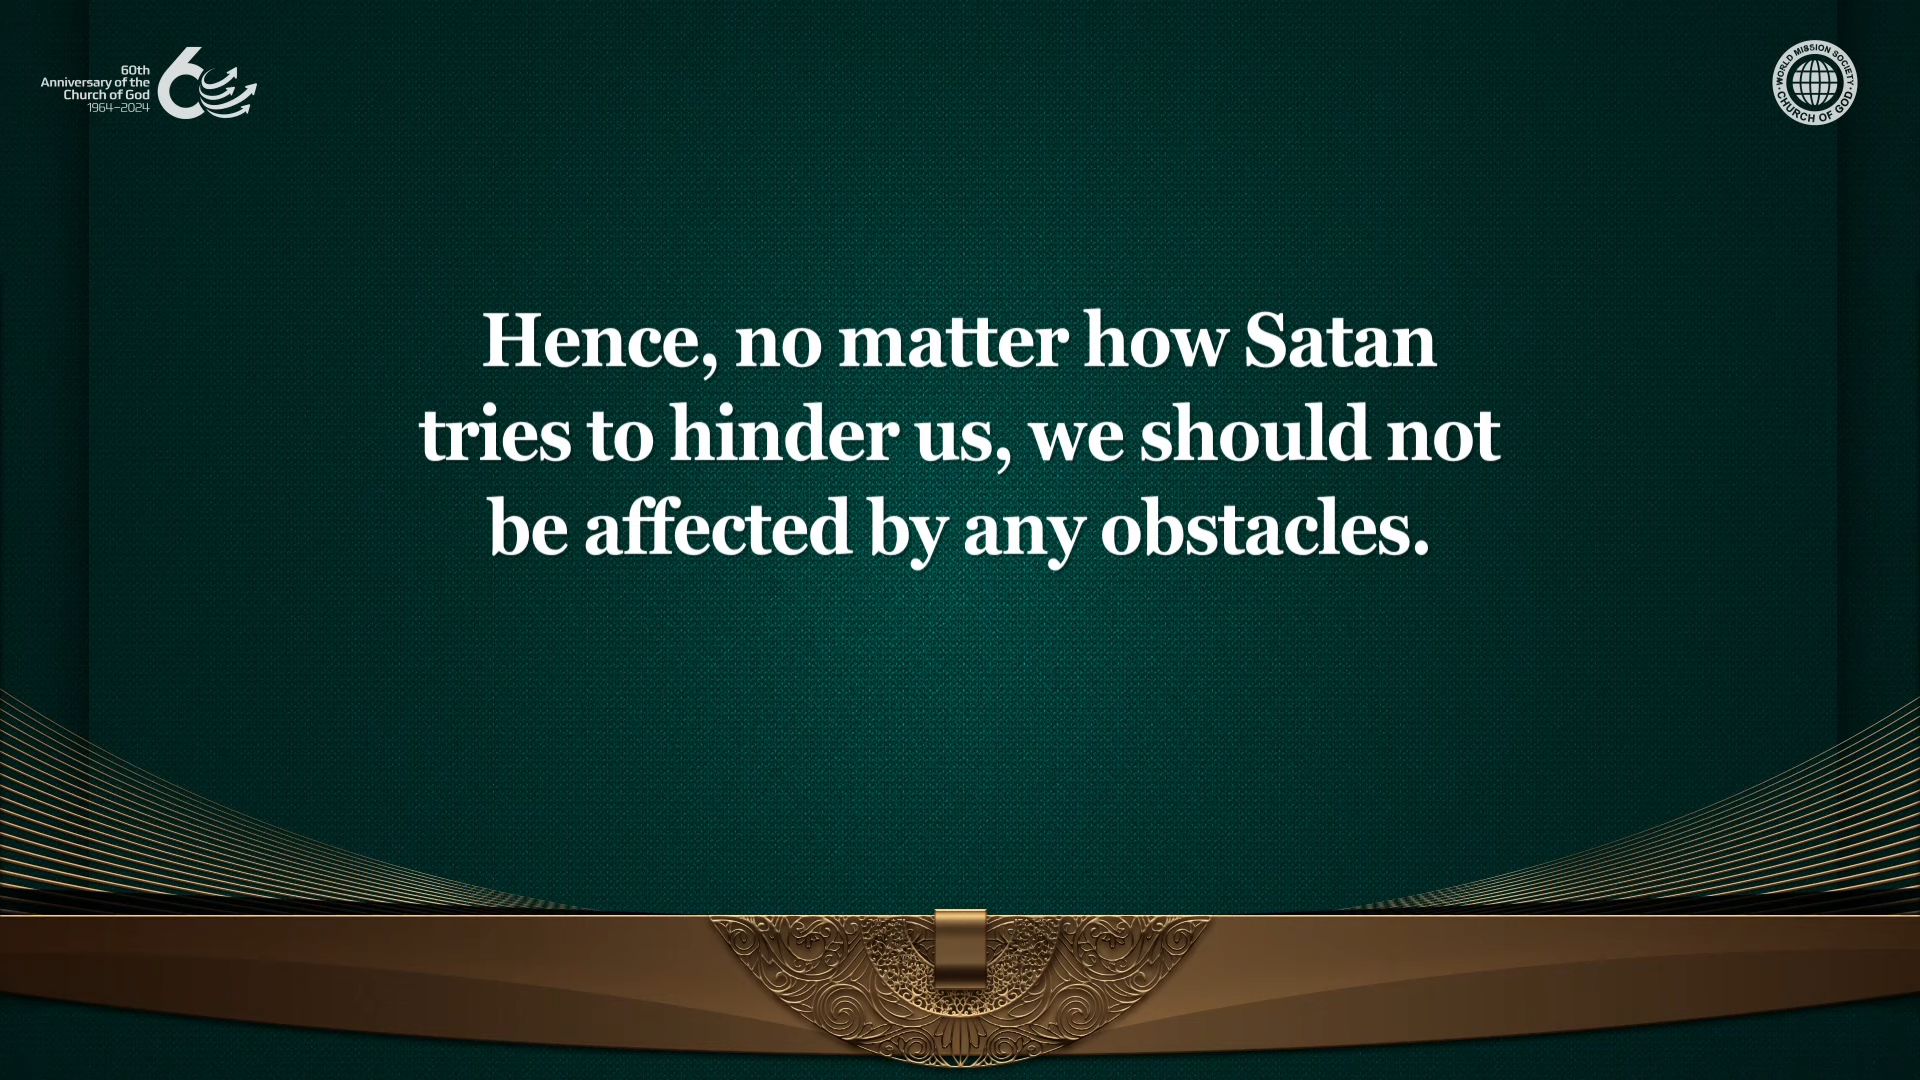 60th
Anniversary of the
Church of God
1964–2024
60
WORLD MISSION SOCIETY
CHURCH OF GOD
Hence, no matter how Satan
tries to hinder us, we should not
be affected by any obstacles.